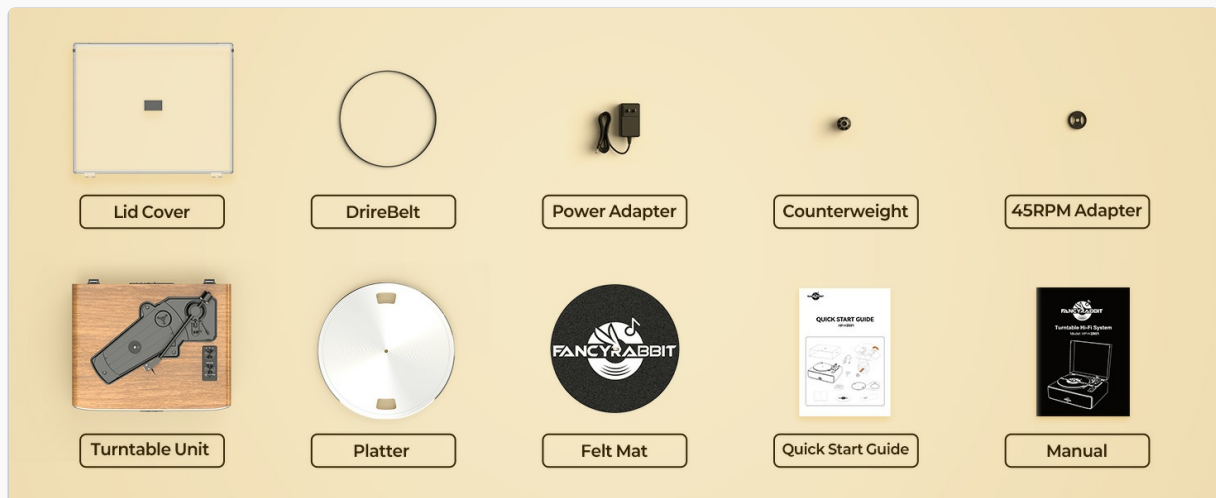 Lid Cover
DrireBelt
Power Adapter
Counterweight
45RPM Adapter
FANCYRABBIT
FANCYRABBIT
QUICK START GUIDE
FANCYRABBIT
Turntable Hi-Fi System
Turntable Unit
Platter
Felt Mat
Quick Start Guide
Manual